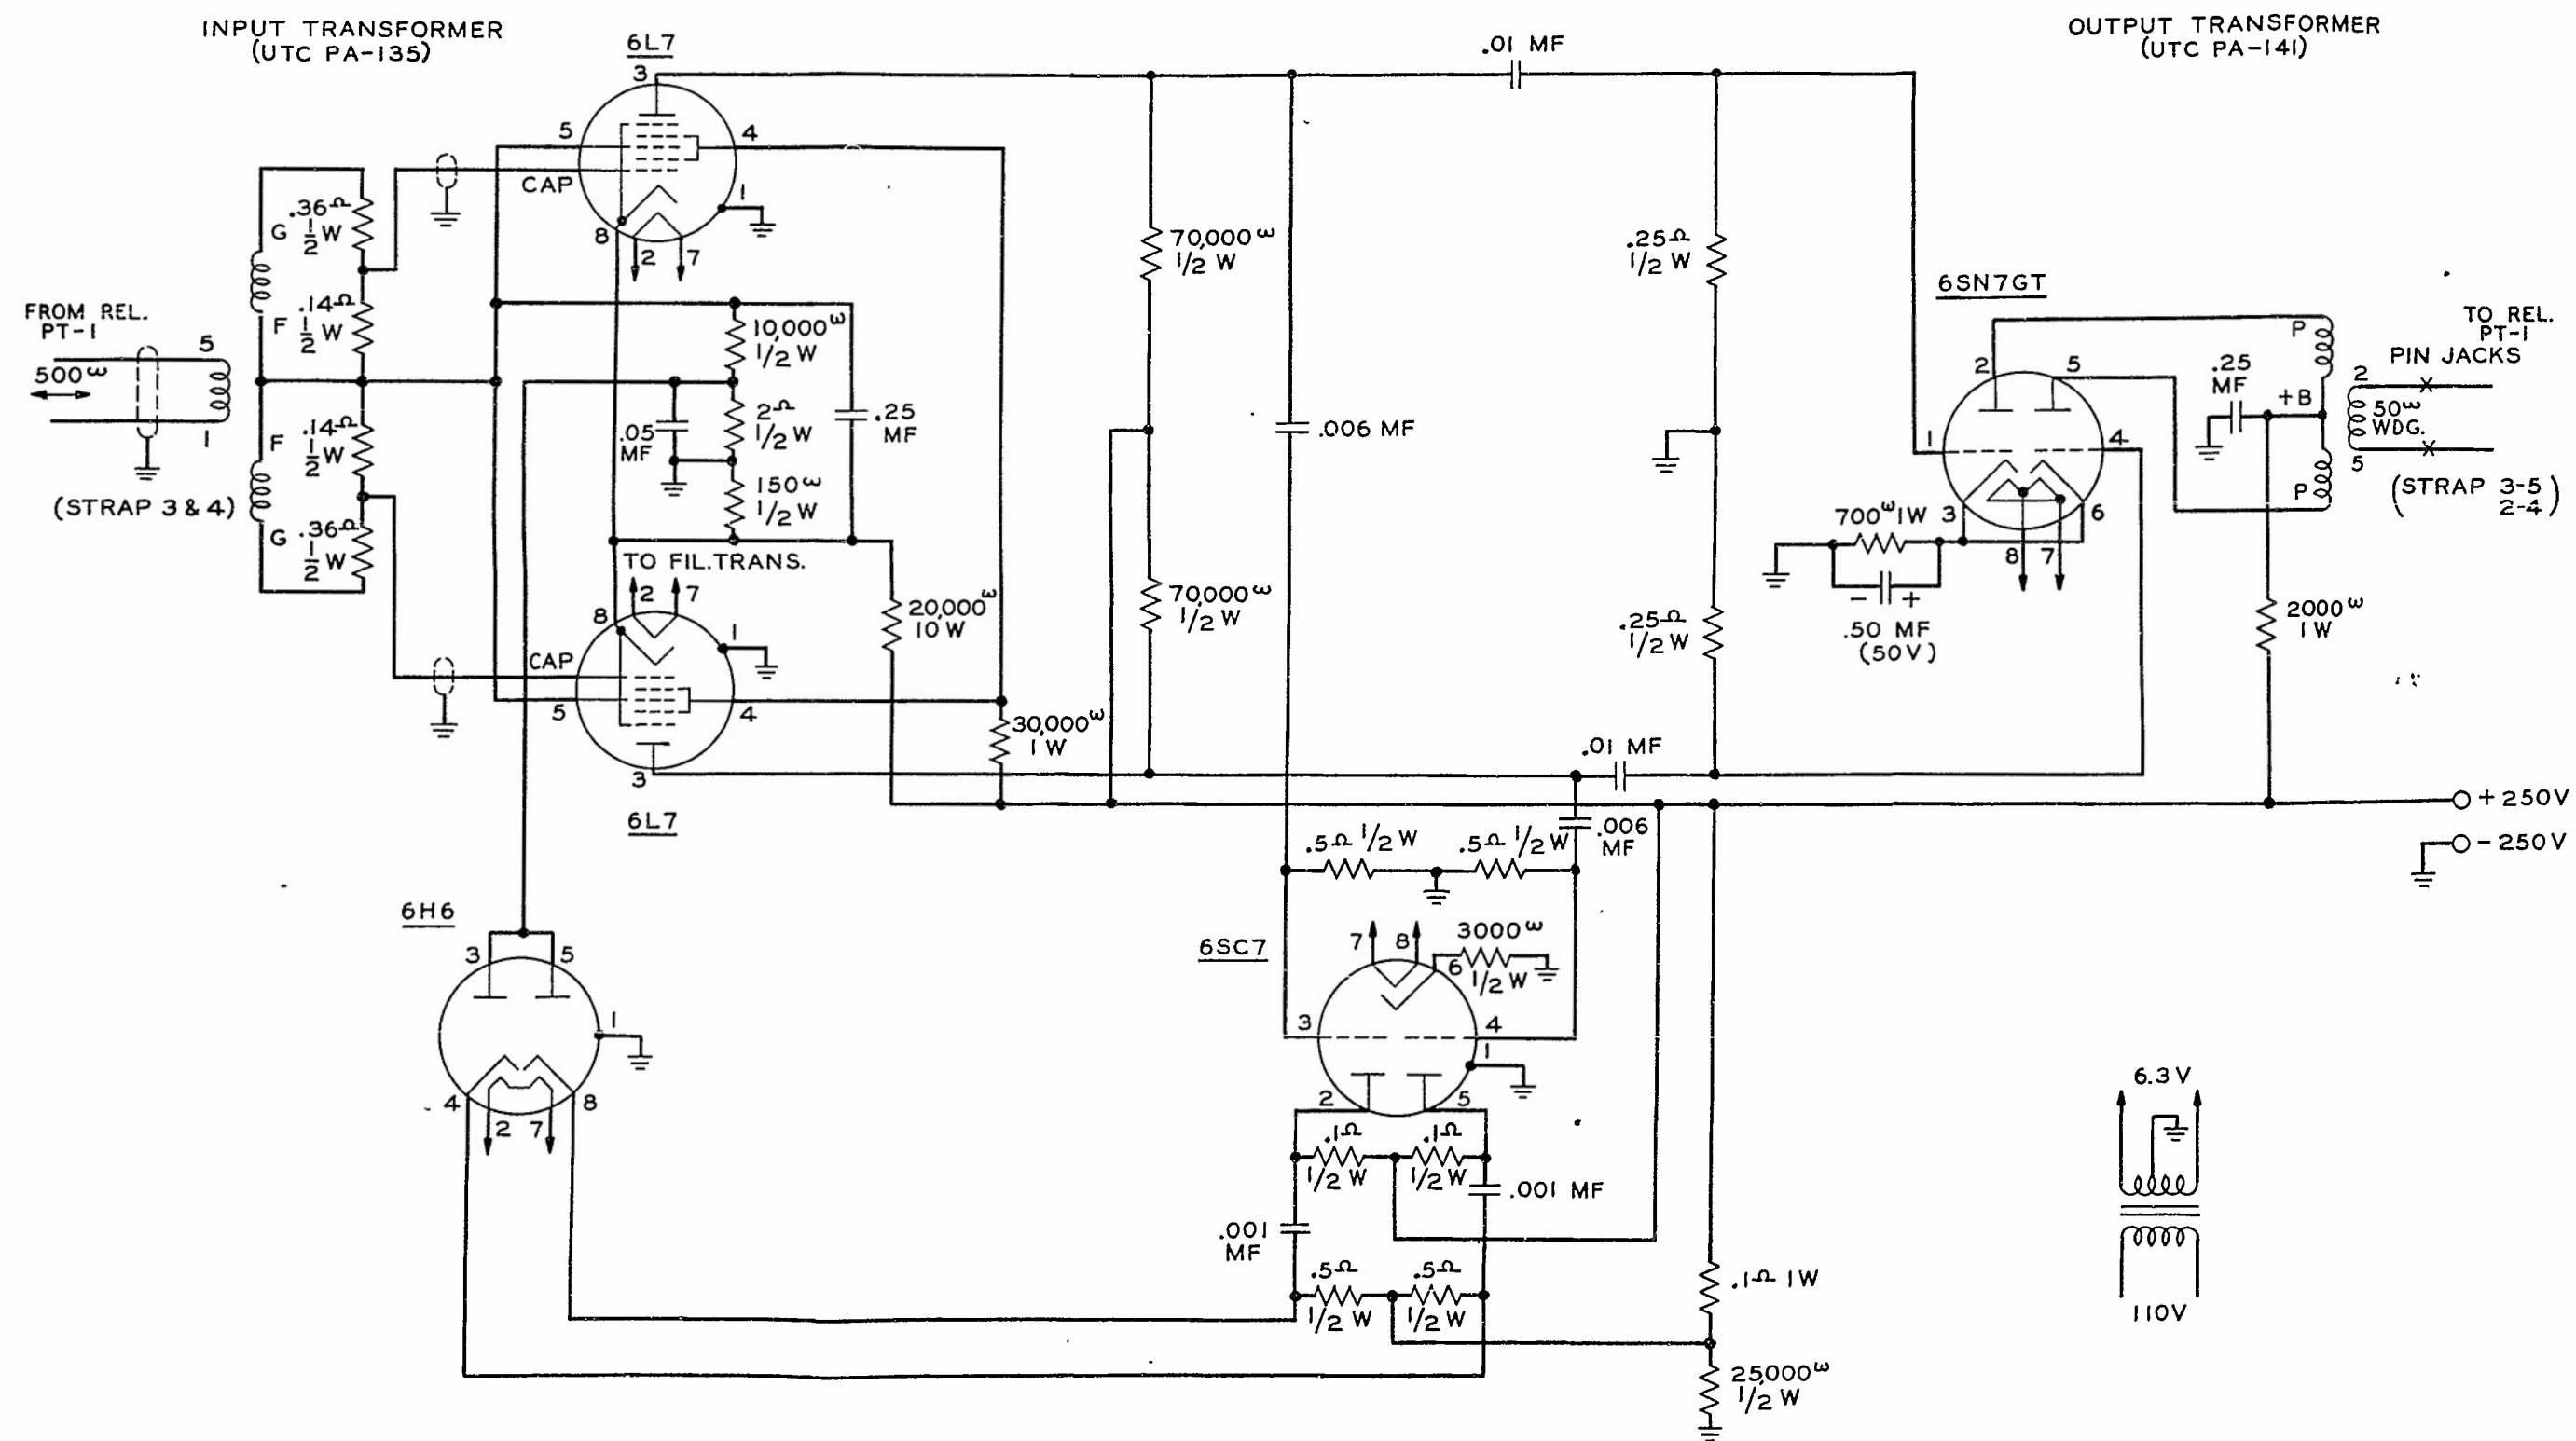 INPUT TRANSFORMER
(UTC PA-135)
OUTPUT TRANSFORMER
(UTC PA-141)
6L7
3
5
4
CAP
1
8
2
7
.01 MF
G
.36Ω
1/2 W
F
.14Ω
1/2 W
F
.14Ω
1/2 W
G
.36Ω
1/2 W
FROM REL.
PT-1
500ω
5
1
(STRAP 3 & 4)
10,000ω
1/2 W
2Ω
1/2 W
150ω
1/2 W
.05
MF
.25
MF
TO FIL. TRANS.
2
7
8
1
CAP
5
4
3
6L7
20,000ω
10 W
30,000ω
1 W
70,000ω
1/2 W
70,000ω
1/2 W
.006 MF
.25Ω
1/2 W
.25Ω
1/2 W
.01 MF
6SN7GT
2
5
1
4
3
6
8
7
700ω 1W
- +
.50 MF
(50V)
P
+B
P
.25
MF
2
50ω
WDG.
5
TO REL.
PT-1
PIN JACKS
(STRAP 3-5
2-4)
2000ω
1W
+ 250V
- 250V
.006
MF
.5Ω 1/2 W
.5Ω 1/2 W
6H6
3
5
1
4
8
2
7
6SC7
7
8
6
3000ω
1/2 W
3
4
1
2
5
.1Ω
1/2 W
.1Ω
1/2 W
.001 MF
.001
MF
.5Ω
1/2 W
.5Ω
1/2 W
.1Ω 1W
25,000ω
1/2 W
6.3V
110V